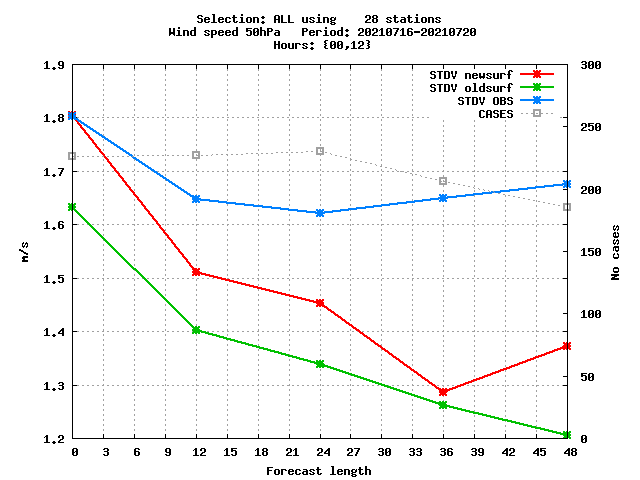 Selection: ALL using    28 stations
Wind speed 50hPa   Period: 20210716-20210720
Hours: {00,12}
STDV newsurf
STDV oldsurf
STDV OBS
CASES
1.9
1.8
1.7
1.6
1.5
1.4
1.3
1.2
m/s
300
250
200
150
100
50
0
No cases
0 3 6 9 12 15 18 21 24 27 30 33 36 39 42 45 48
Forecast length